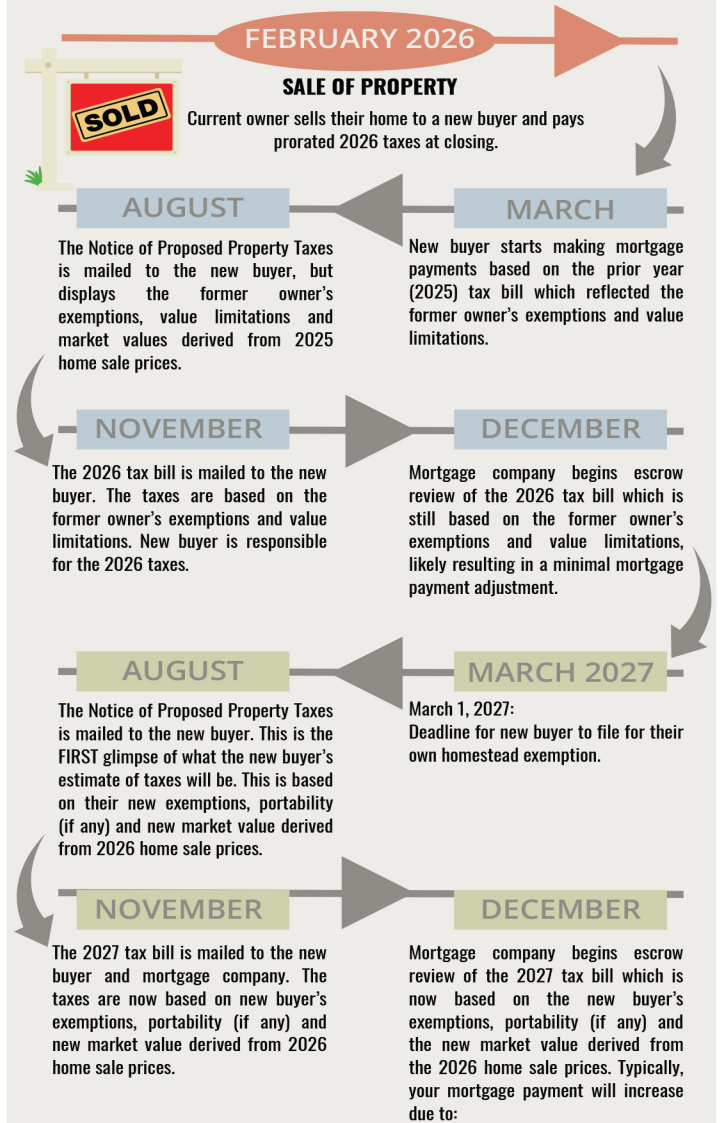 FEBRUARY 2026
SOLD
SALE OF PROPERTY
Current owner sells their home to a new buyer and pays
prorated 2026 taxes at closing.
MARCH
New buyer starts making mortgage
payments based on the prior year
(2025) tax bill which reflected the
former owner's exemptions and value
limitations.
AUGUST
The Notice of Proposed Property Taxes
is mailed to the new buyer, but
displays the former owner's
exemptions, value limitations and
market values derived from 2025
home sale prices.
NOVEMBER
The 2026 tax bill is mailed to the new
buyer. The taxes are based on the
former owner's exemptions and value
limitations. New buyer is responsible
for the 2026 taxes.
DECEMBER
Mortgage company begins escrow
review of the 2026 tax bill which is
still based on the former owner's
exemptions and value limitations,
likely resulting in a minimal mortgage
payment adjustment.
MARCH 2027
March 1, 2027:
Deadline for new buyer to file for their
own homestead exemption.
AUGUST
The Notice of Proposed Property Taxes
is mailed to the new buyer. This is the
FIRST glimpse of what the new buyer's
estimate of taxes will be. This is based
on their new exemptions, portability
(if any) and new market value derived
from 2026 home sale prices.
NOVEMBER
The 2027 tax bill is mailed to the new
buyer and mortgage company. The
taxes are now based on new buyer's
exemptions, portability (if any) and
new market value derived from 2026
home sale prices.
DECEMBER
Mortgage company begins escrow
review of the 2027 tax bill which is
now based on the new buyer's
exemptions, portability (if any) and
the new market value derived from
the 2026 home sale prices. Typically,
your mortgage payment will increase
due to: